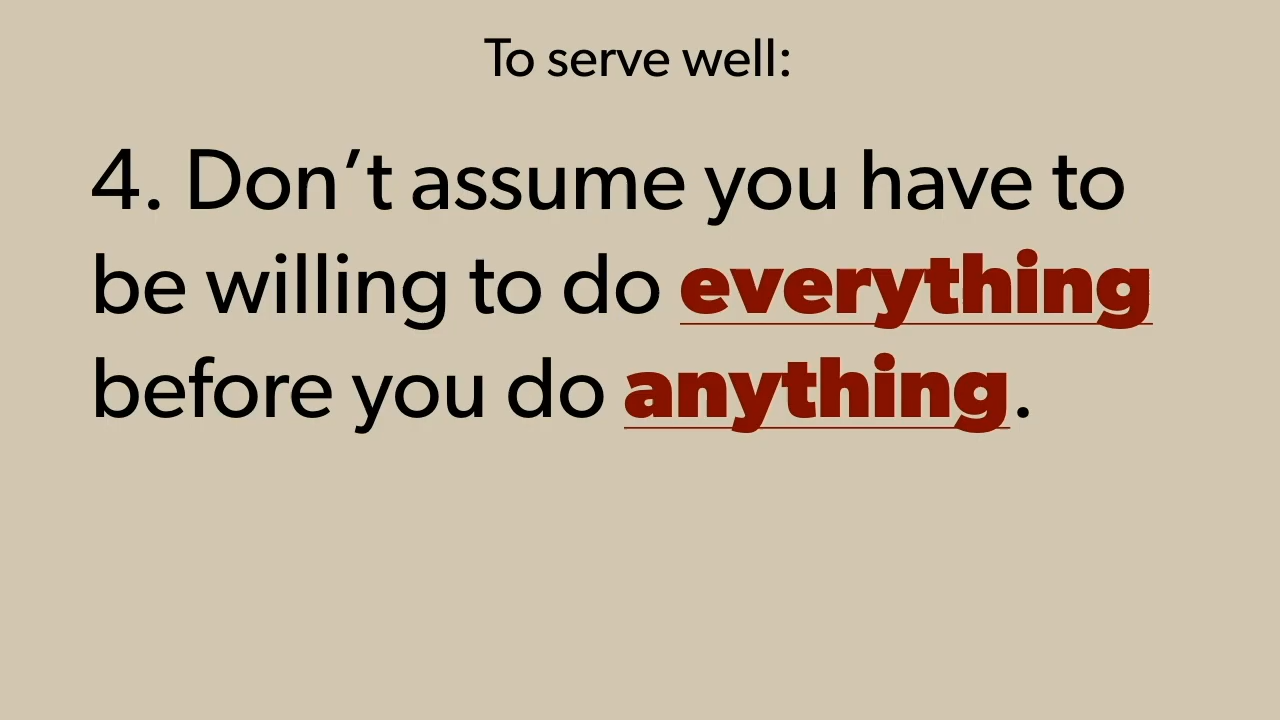 To serve well:
4. Don’t assume you have to
be willing to do everything
before you do anything.